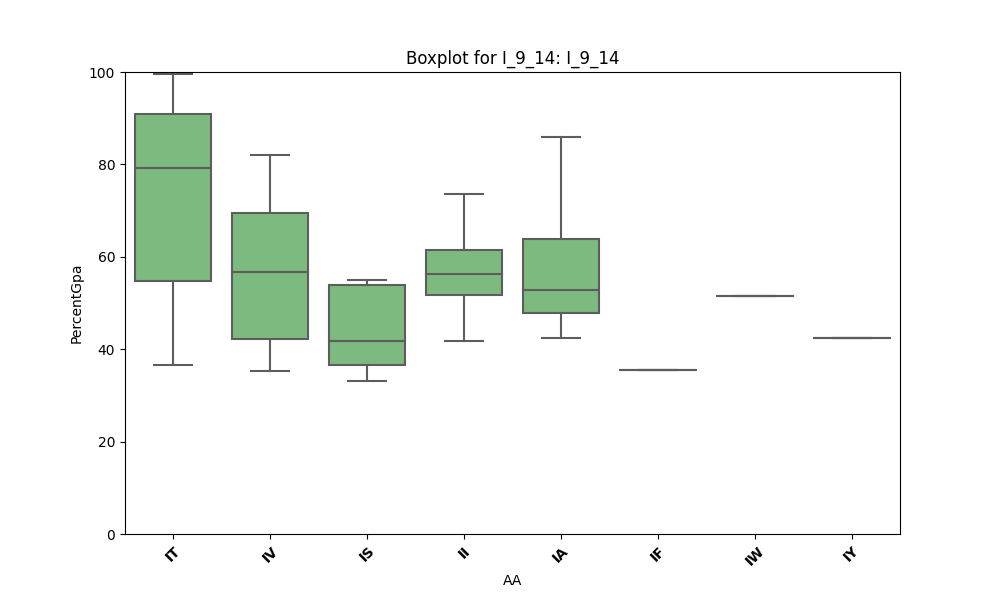 Boxplot for I_9_14: I_9_14
100
80
60
40
20
0
PercentGpa
IT
IV
IS
II
IA
IF
IW
IY
AA